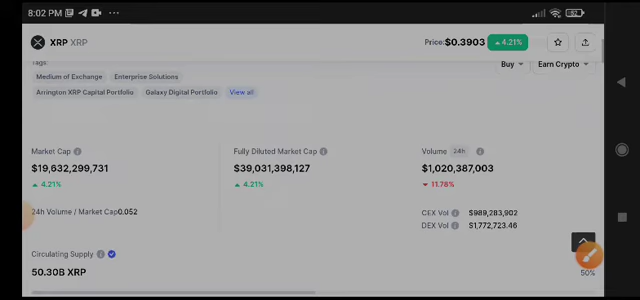 8:02 PM ... 52
XRP XRP Price: $0.3903 4.21%
Tags:
Buy Earn Crypto
Medium of Exchange Enterprise Solutions
Arrington XRP Capital Portfolio Galaxy Digital Portfolio View all
Market Cap Fully Diluted Market Cap Volume 24h
$19,632,299,731 $39,031,398,127 $1,020,387,003
4.21% 4.21% 11.78%
24h Volume / Market Cap 0.052
CEX Vol $989,283,902
DEX Vol $1,772,723.46
Circulating Supply
50.30B XRP 50%